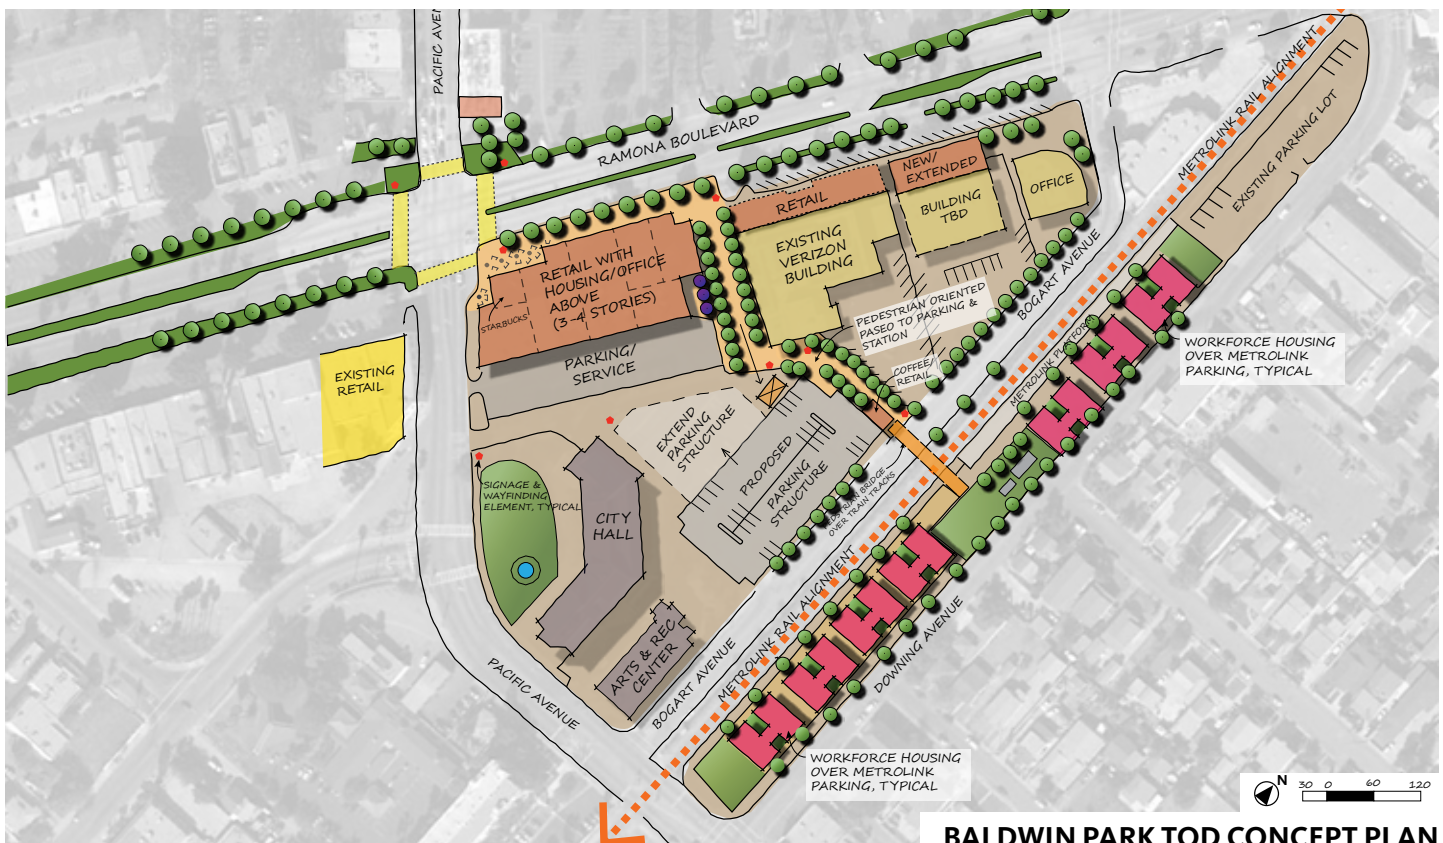 PACIFIC AVEN
RAMONA BOULEVARD
METROLINK RAIL ALIGNMENT
EXISTING PARKING LOT
NEW/
EXTENDED
RETAIL
BUILDING
TBD
OFFICE
EXISTING
VERIZON
BUILDING
RETAIL WITH
HOUSING/OFFICE
ABOVE
(3-4 STORIES)
STARBUCKS
PARKING/
SERVICE
EXISTING
RETAIL
PEDESTRIAN ORIENTED
PASEO TO PARKING &
STATION
COFFEE/
RETAIL
BOGART AVENUE
METROLINK PLATFORM
WORKFORCE HOUSING
OVER METROLINK
PARKING, TYPICAL
EXTEND
PARKING
STRUCTURE
PROPOSED
PARKING
STRUCTURE
BRIDGE
OVER TRAIN TRACKS
SIGNAGE &
WAYFINDING
ELEMENT, TYPICAL
CITY
HALL
ARTS & REC
CENTER
PACIFIC AVENUE
BOGART AVENUE
METROLINK RAIL ALIGNMENT
DOWNING AVENUE
WORKFORCE HOUSING
OVER METROLINK
PARKING, TYPICAL
N
30 0 60 120
BALDWIN PARK TOD CONCEPT PLAN